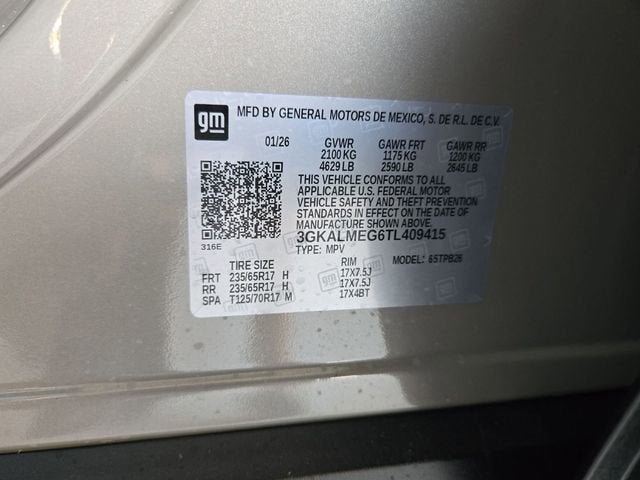 gm
MFD BY GENERAL MOTORS DE MEXICO, S. DE R.L. DE C.V.
01/26 GVWR GAWR FRT GAWR RR
2100 KG 1175 KG 1200 KG
4629 LB 2590 LB 2645 LB
THIS VEHICLE CONFORMS TO ALL
APPLICABLE U.S. FEDERAL MOTOR
VEHICLE SAFETY AND THEFT PREVENTION
STANDARDS IN EFFECT ON THE DATE OF
MANUFACTURE SHOWN ABOVE.
3GKALMEG6TL409415
316E TYPE: MPV MODEL: 6STPB26
TIRE SIZE RIM
FRT 235/65R17 H 17X7.5J
RR 235/65R17 H 17X7.5J
SPA T125/70R17 M 17X4BT